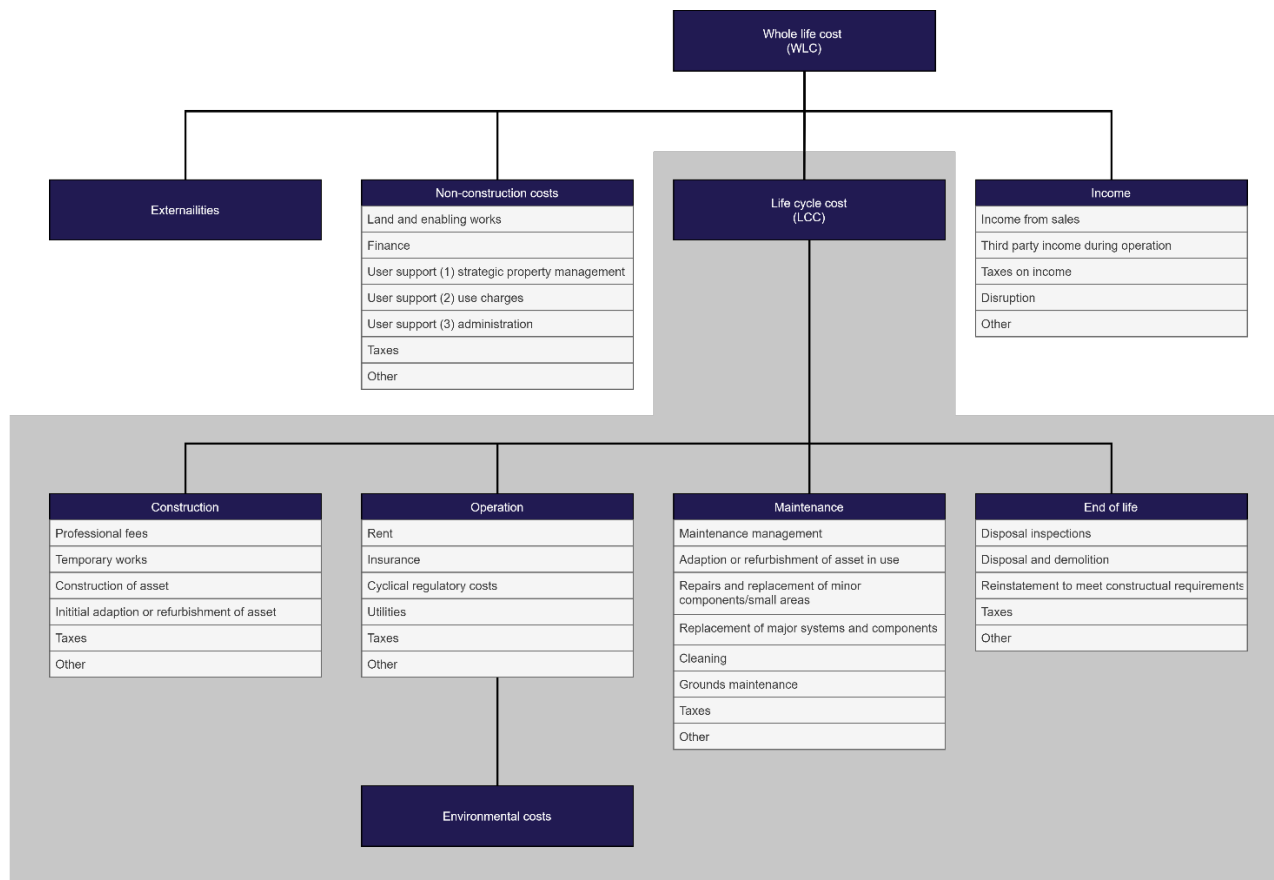 Whole life cost
(WLC)
Externailities
Non-construction costs
Land and enabling works
Finance
User support (1) strategic property management
User support (2) use charges
User support (3) administration
Taxes
Other
Life cycle cost
(LCC)
Income
Income from sales
Third party income during operation
Taxes on income
Disruption
Other
Construction
Professional fees
Temporary works
Construction of asset
Inititial adaption or refurbishment of asset
Taxes
Other
Operation
Rent
Insurance
Cyclical regulatory costs
Utilities
Taxes
Other
Maintenance
Maintenance management
Adaption or refurbishment of asset in use
Repairs and replacement of minor
components/small areas
Replacement of major systems and components
Cleaning
Grounds maintenance
Taxes
Other
End of life
Disposal inspections
Disposal and demolition
Reinstatement to meet constructual requirements
Taxes
Other
Environmental costs